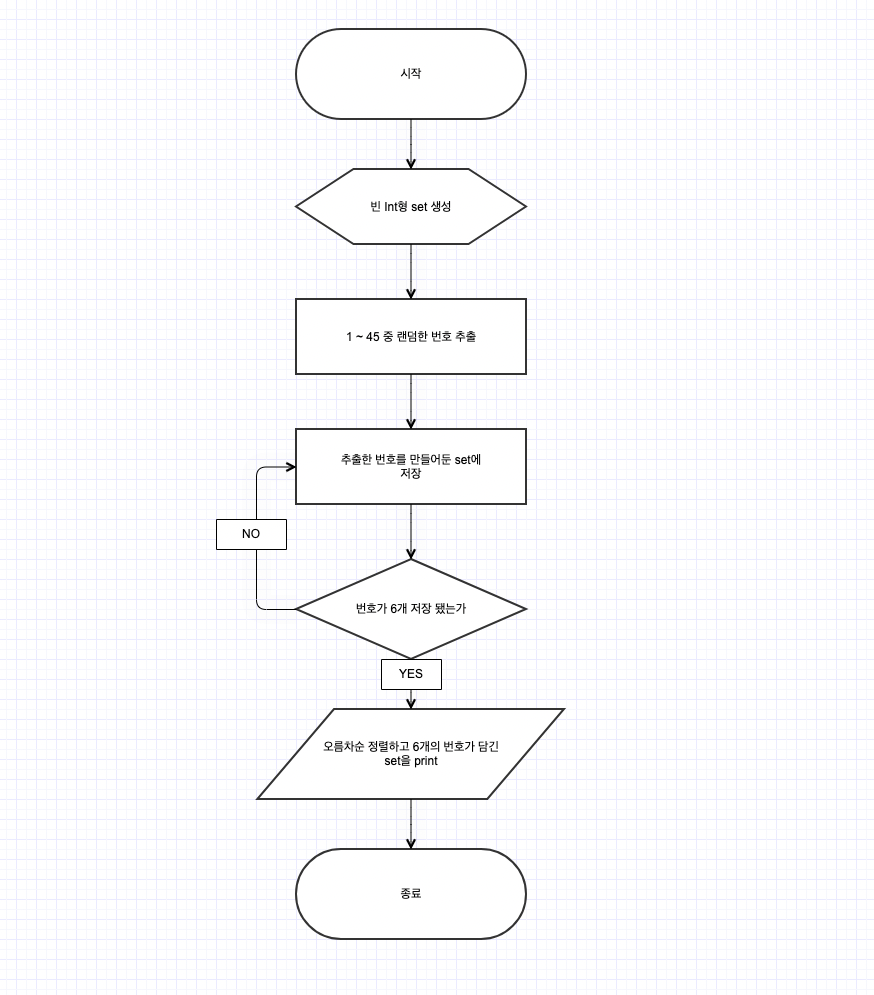 시작
빈 Int형 set 생성
1 ~ 45 중 랜덤한 번호 추출
추출한 번호를 만들어둔 set에
저장
NO
번호가 6개 저장 됐는가
YES
오름차순 정렬하고 6개의 번호가 담긴
set을 print
종료